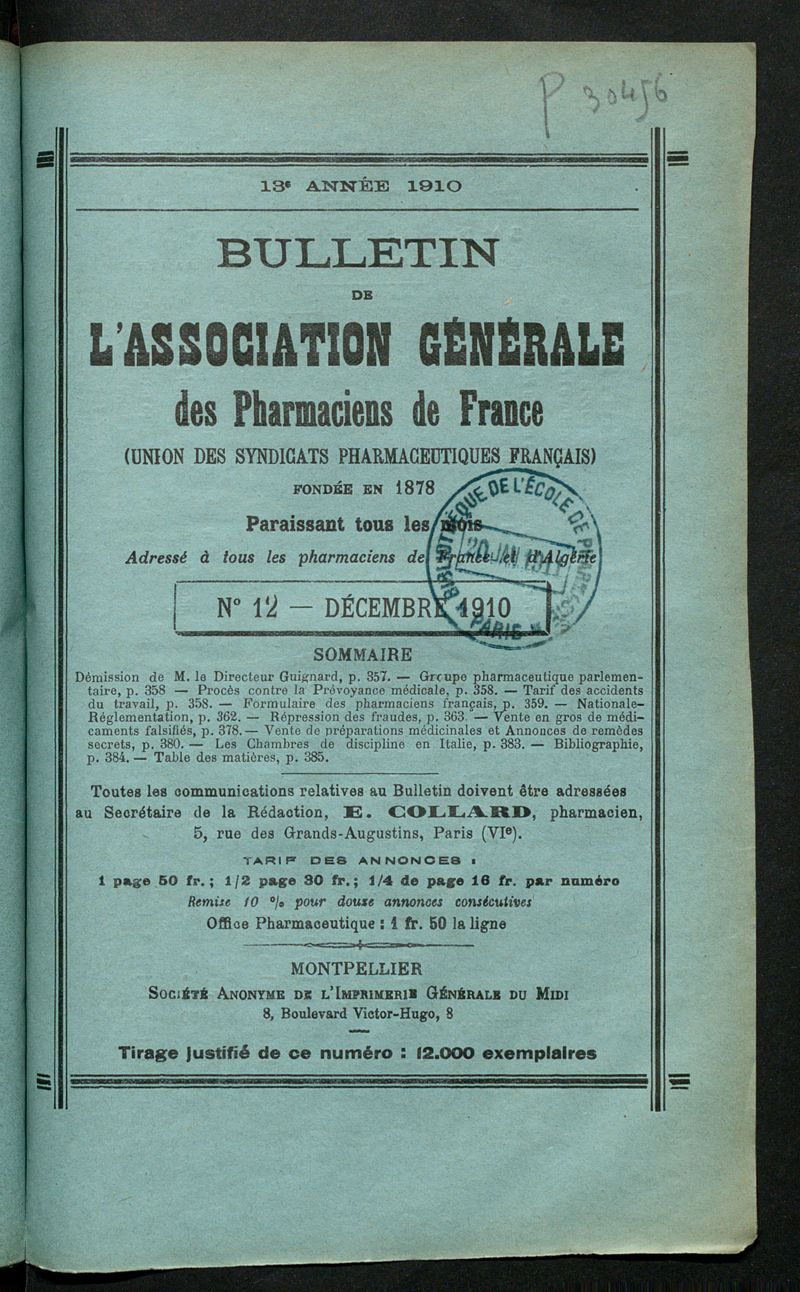 P 30456
13e ANNÉE 1910
BULLETIN
DE
L'ASSOCIATION GÉNÉRALE
des Pharmaciens de France
(UNION DES SYNDICATS PHARMACEUTIQUES FRANÇAIS)
FONDÉE EN 1878
Paraissant tous les mois
Adressé à tous les pharmaciens de France et d'Algérie
BIBLIOTHÈQUE DE L'ÉCOLE DE PHARMACIE
PARIS
N° 12 — DÉCEMBRE 1910
SOMMAIRE
Démission de M. le Directeur Guignard, p. 357. — Groupe pharmaceutique parlemen-
taire, p. 358 — Procès contre la Prévoyance médicale, p. 358. — Tarif des accidents
du travail, p. 358. — Formulaire des pharmaciens français, p. 359. — Nationale-
Réglementation, p. 362. — Répression des fraudes, p. 363. — Vente en gros de médi-
caments falsifiés, p. 378. — Vente de préparations médicinales et Annonces de remèdes
secrets, p. 380. — Les Chambres de discipline en Italie, p. 383. — Bibliographie,
p. 384. — Table des matières, p. 385.
Toutes les communications relatives au Bulletin doivent être adressées
au Secrétaire de la Rédaction, E. COLLARD, pharmacien,
5, rue des Grands-Augustins, Paris (VIe).
TARIF DES ANNONCES :
1 page 50 fr.; 1/2 page 30 fr.; 1/4 de page 16 fr. par numéro
Remise 10 % pour douze annonces consécutives
Office Pharmaceutique : 1 fr. 50 la ligne
MONTPELLIER
SOCIÉTÉ ANONYME DE L'IMPRIMERIE GÉNÉRALE DU MIDI
8, Boulevard Victor-Hugo, 8
Tirage justifié de ce numéro : 12.000 exemplaires